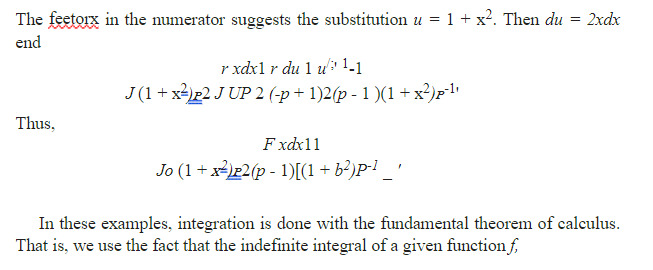 The feetorx in the numerator suggests the substitution u = 1 + x². Then du = 2xdx
end
r xdx1 r du 1 u⁽⁾' ¹-1
J (1 + x²)p2 J UP 2 (-p + 1)2(p - 1 )(1 + x²)p-¹'
Thus,
F xdx11
Jo (1 + x²)p2(p - 1)[(1 + b²)P-¹ _ '
In these examples, integration is done with the fundamental theorem of calculus.
That is, we use the fact that the indefinite integral of a given function f,